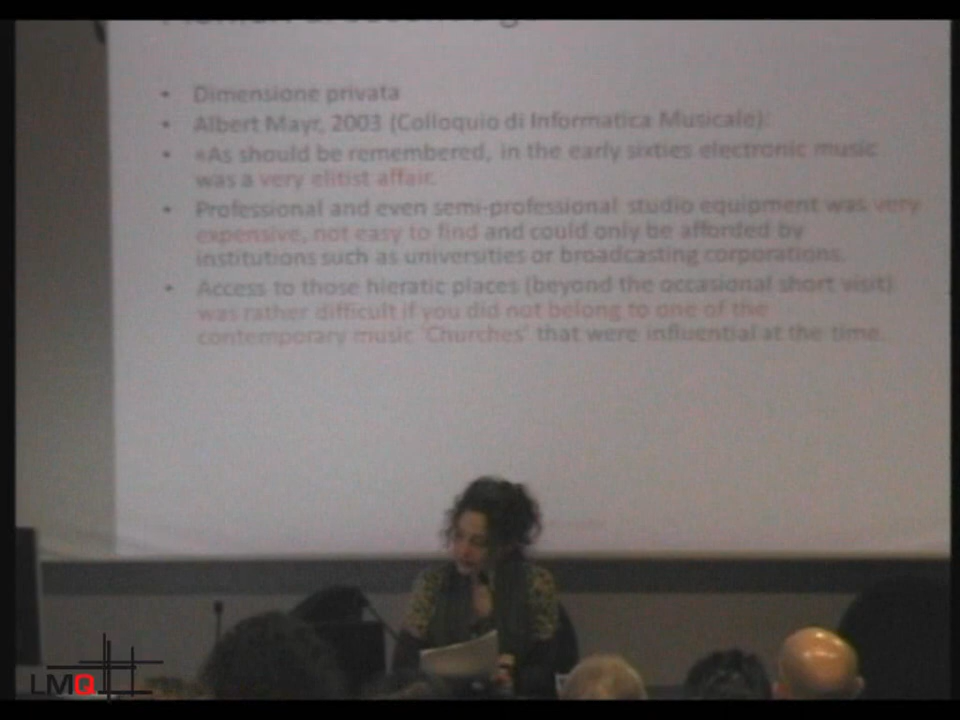 • Dimensione privata
• Albert Mayr, 2003 (Colloquio di Informatica Musicale)
• «As should be remembered, in the early sixties electronic music
was a very elitist affair.
• Professional and even semi-professional studio equipment was very
expensive, not easy to find and could only be afforded by
institutions such as universities or broadcasting corporations.
• Access to those hieratic places (beyond the occasional short visit)
was rather difficult if you did not belong to one of the
contemporary music 'Churches' that were influential at the time.
LMQ